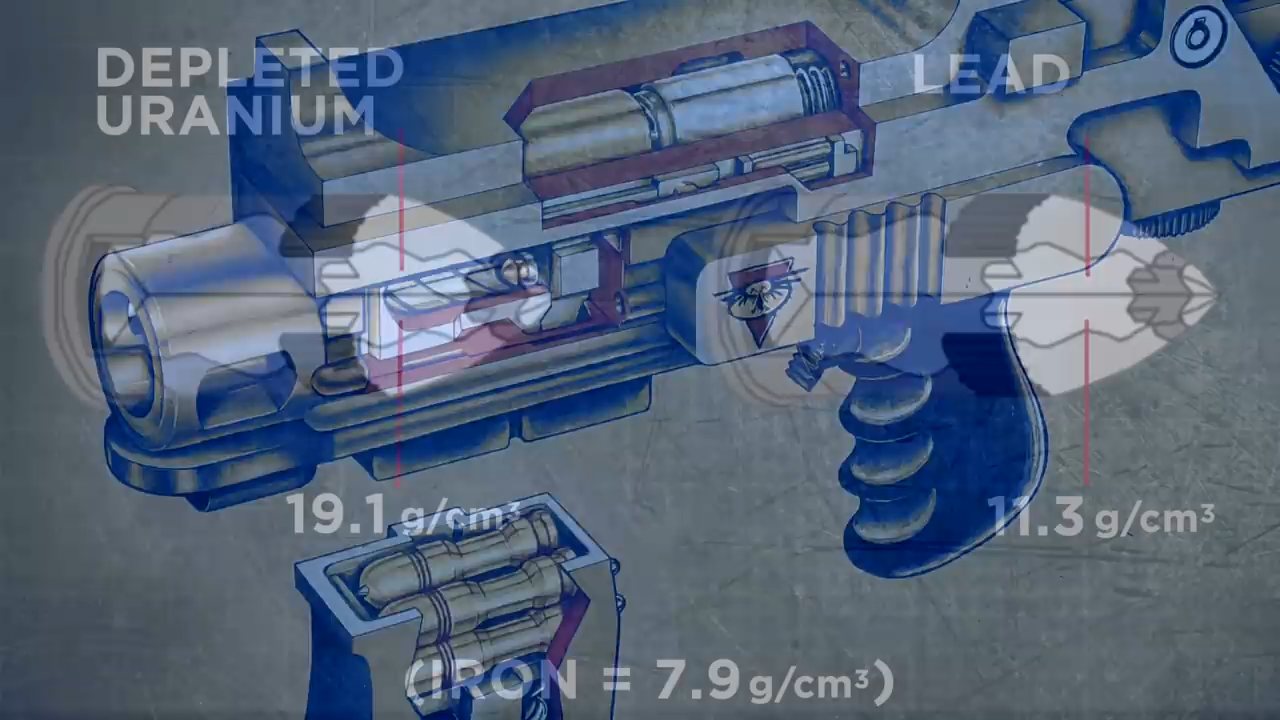 DEPLETED
URANIUM
LEAD
19.1 g/cm³
11.3 g/cm³
(IRON = 7.9 g/cm³)